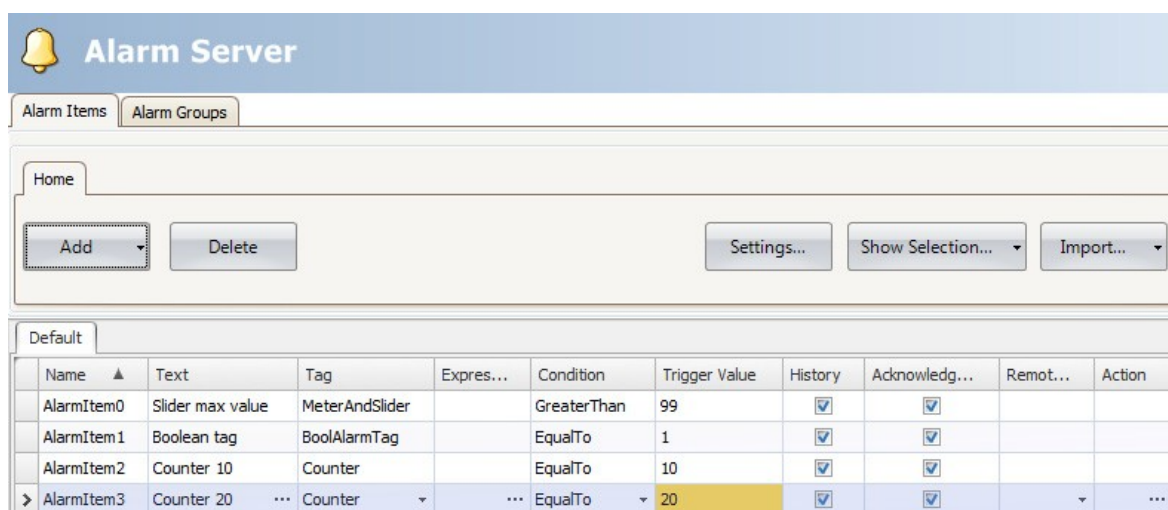 Alarm Server
Alarm Items Alarm Groups
Home
Add Delete Settings... Show Selection... Import...
Default
Name Text Tag Expres... Condition Trigger Value History Acknowledg... Remot... Action
AlarmItem0 Slider max value MeterAndSlider GreaterThan 99
AlarmItem1 Boolean tag BoolAlarmTag EqualTo 1
AlarmItem2 Counter 10 Counter EqualTo 10
AlarmItem3 Counter 20 ... Counter ... EqualTo 20 ...